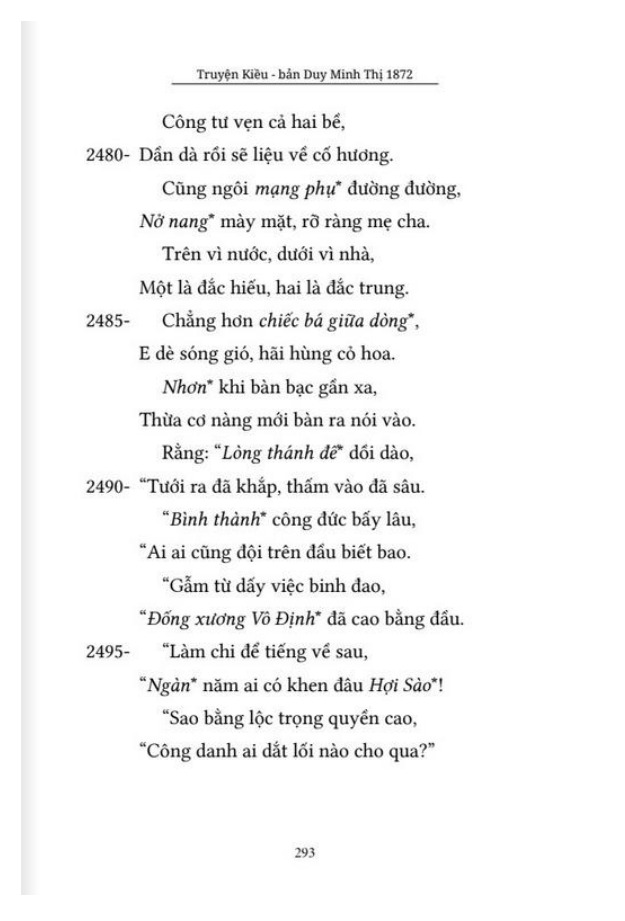 Truyện Kiều - bản Duy Minh Thị 1872
Công tư vẹn cả hai bề,
2480- Dần dà rồi sẽ liệu về cố hương.
Cũng ngôi mạng phụ* đường đường,
Nở nang* mày mặt, rỡ ràng mẹ cha.
Trên vì nước, dưới vì nhà,
Một là đắc hiếu, hai là đắc trung.
2485- Chẳng hơn chiếc bá giữa dòng*,
E dè sóng gió, hãi hùng cỏ hoa.
Nhơn* khi bàn bạc gần xa,
Thừa cơ nàng mới bàn ra nói vào.
Rằng: “Lòng thánh đế* dồi dào,
2490- “Tưới ra đã khắp, thấm vào đã sâu.
“Bình thành* công đức bấy lâu,
“Ai ai cũng đội trên đầu biết bao.
“Gẫm từ dấy việc binh đao,
“Đống xương Vô Định* đã cao bằng đầu.
2495- “Làm chi để tiếng về sau,
“Ngàn* năm ai có khen đâu Hợi Sào*!
“Sao bằng lộc trọng quyền cao,
“Công danh ai dắt lối nào cho qua?”
293